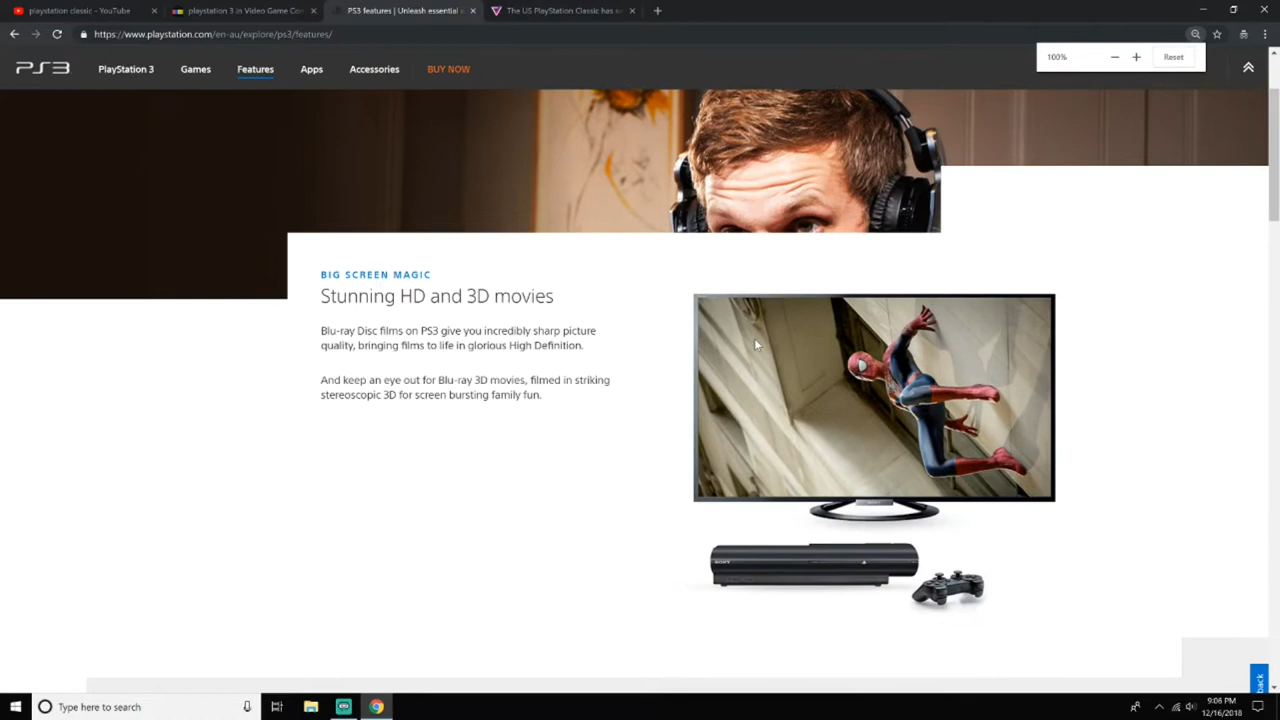 playstation classic - YouTube
playstation 3 in Video Game Con
PS3 features | Unleash essential
The US PlayStation Classic has
https://www.playstation.com/en-au/explore/ps3/features/
100%
Reset
PS3
PlayStation 3
Games
Features
Apps
Accessories
BUY NOW
BIG SCREEN MAGIC
Stunning HD and 3D movies
Blu-ray Disc films on PS3 give you incredibly sharp picture
quality, bringing films to life in glorious High Definition.
And keep an eye out for Blu-ray 3D movies, filmed in striking
stereoscopic 3D for screen bursting family fun.
SONY
back
Type here to search
9:06 PM
12/16/2018